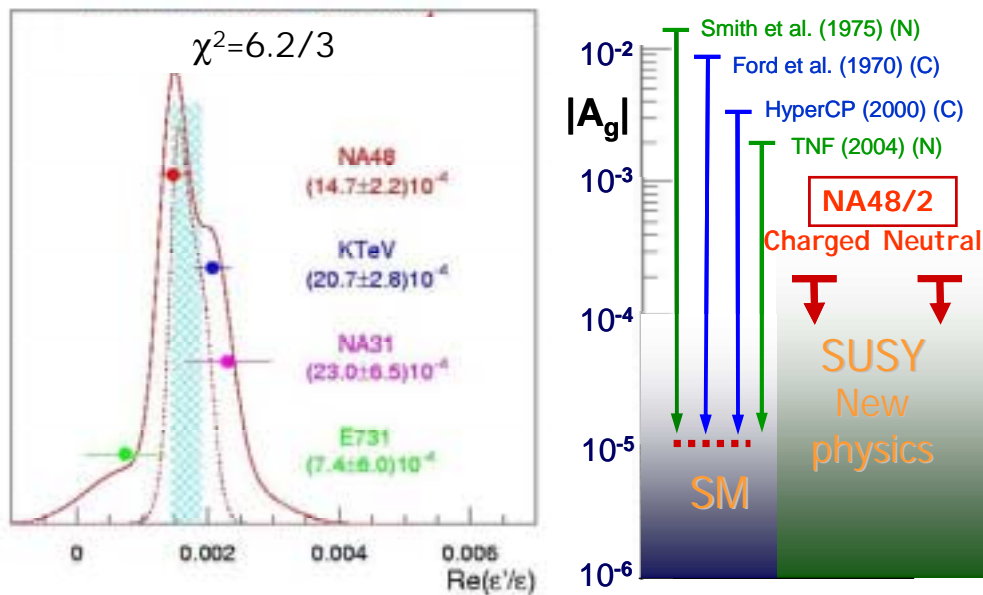 χ²=6.2/3
NA48
(14.7±2.2)10⁻⁴
KTeV
(20.7±2.8)10⁻⁴
NA31
(23.0±6.5)10⁻⁴
E731
(7.4±6.0)10⁻⁴
0 0.002 0.004 0.006
Re(ε'/ε)
10⁻²
10⁻³
10⁻⁴
10⁻⁵
10⁻⁶
|Ag|
Smith et al. (1975) (N)
Ford et al. (1970) (C)
HyperCP (2000) (C)
TNF (2004) (N)
NA48/2
Charged Neutral
SUSY
New
physics
SM